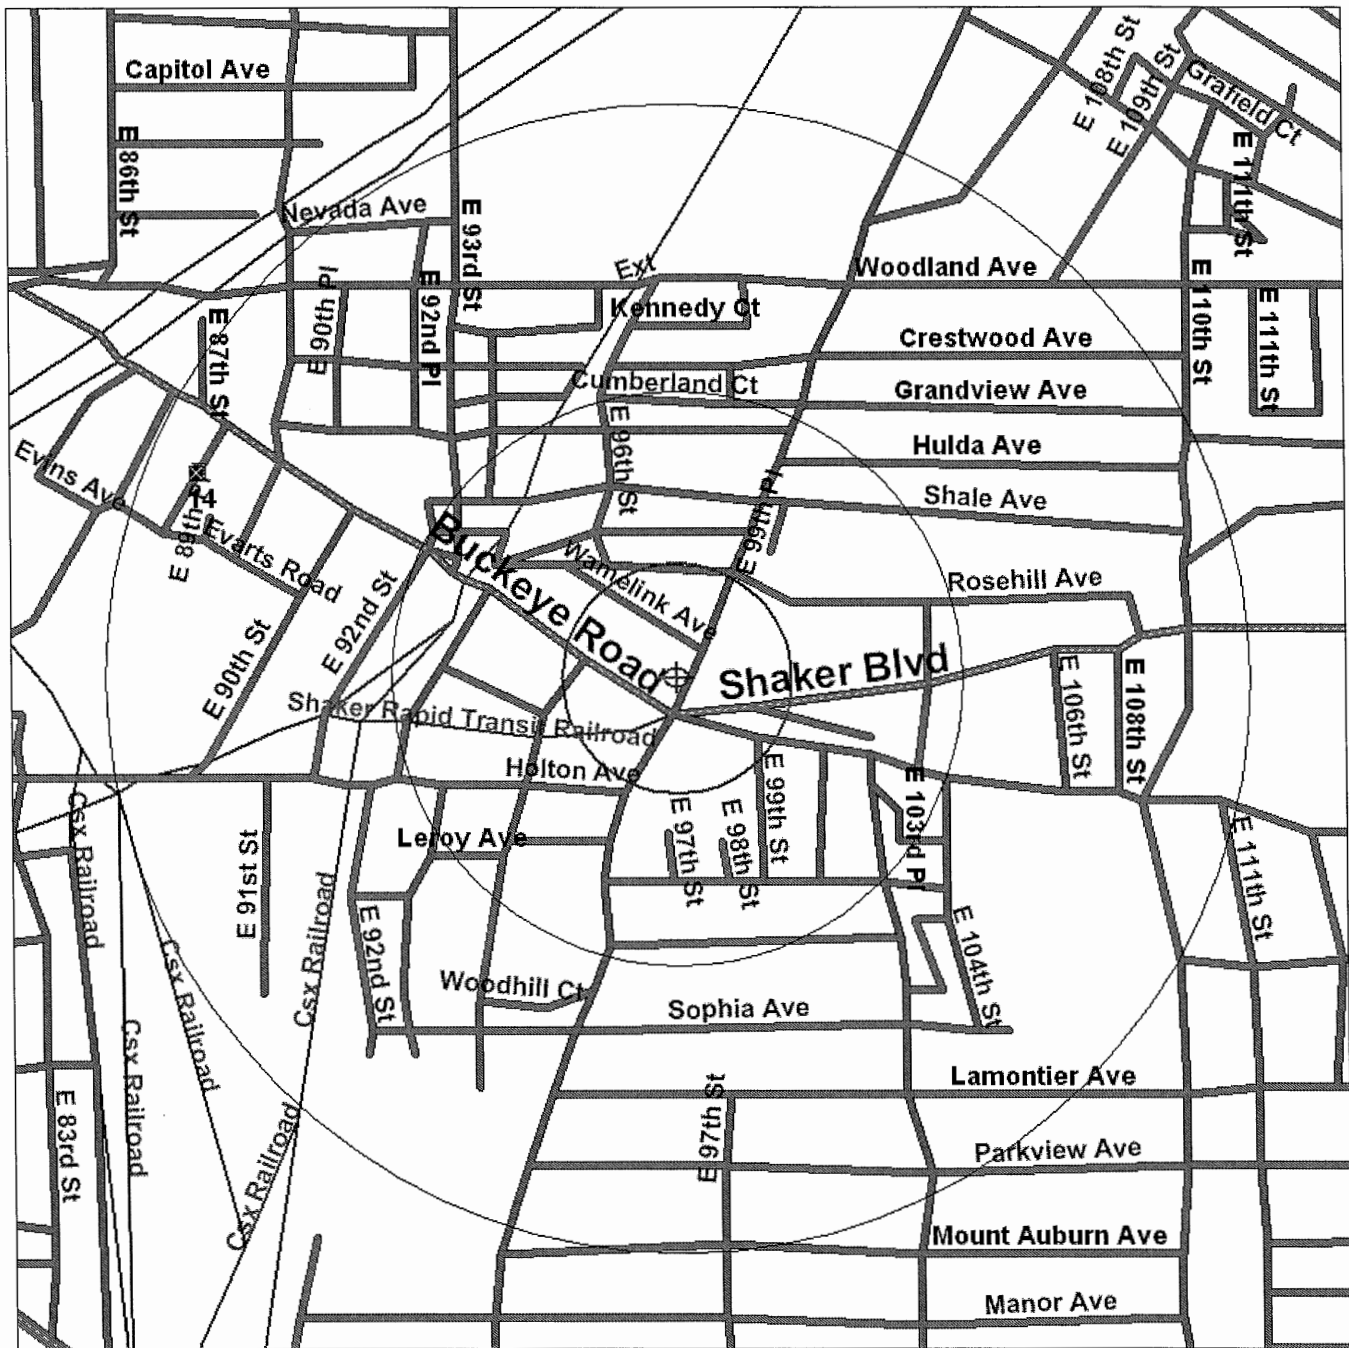 E 108th St
E 109th St
Grafield Ct
Capitol Ave
E 86th St
E 111th St
Nevada Ave
E 93rd St
Ext
Woodland Ave
E 90th Pl
E 92nd Pl
Kennedy Ct
E 110th St
E 111th St
E 87th St
Crestwood Ave
Cumberland Ct
Grandview Ave
E 96th St
Hulda Ave
Evins Ave
14
E 89th St
Shale Ave
E 99th Pl
Evarts Road
Buckeye Road
Wamelink Ave
Rosehill Ave
E 92nd St
E 90th St
Shaker Blvd
E 106th St
E 108th St
Shaker Rapid Transit Railroad
Holton Ave
E 99th St
E 103rd Pl
Csx Railroad
E 91st St
Leroy Ave
E 97th St
E 98th St
E 111th St
Csx Railroad
Csx Railroad
E 92nd St
E 104th St
Woodhill Ct
Sophia Ave
Csx Railroad
E 83rd St
Csx Railroad
E 97th St
Lamontier Ave
Parkview Ave
Mount Auburn Ave
Manor Ave